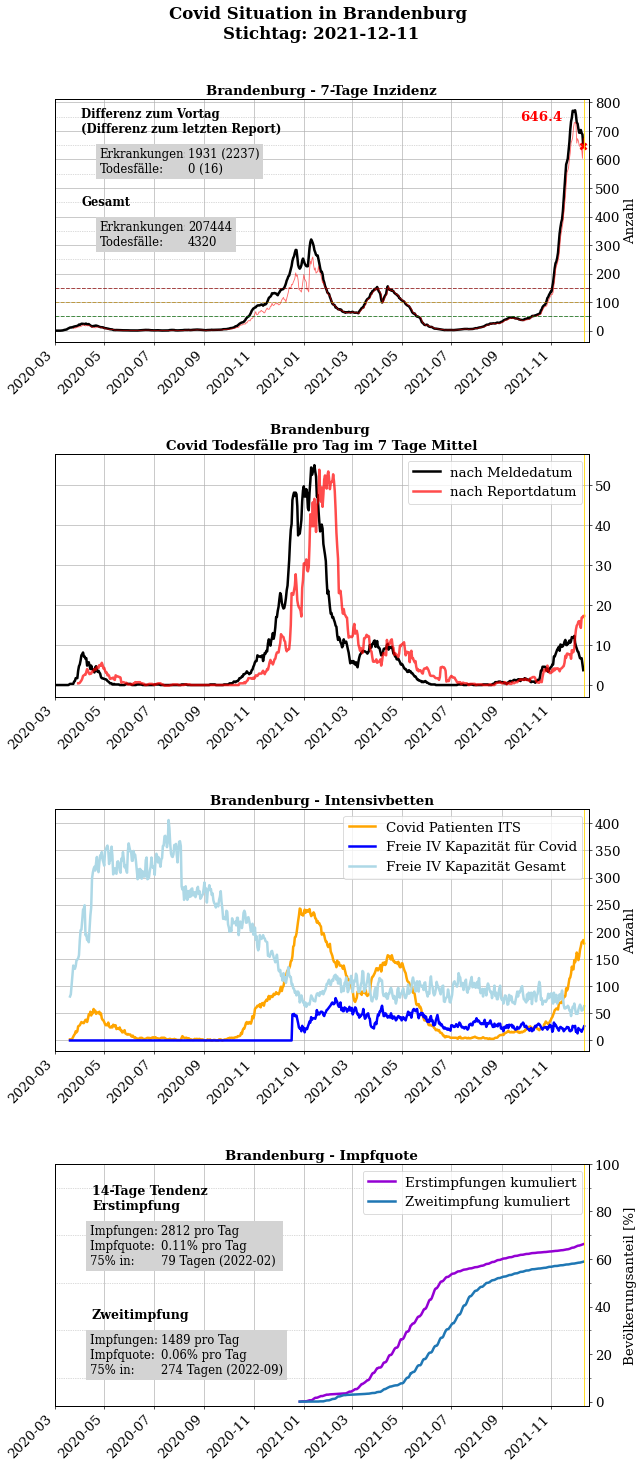 Covid Situation in Brandenburg
Stichtag: 2021-12-11
Brandenburg - 7-Tage Inzidenz
Differenz zum Vortag
(Differenz zum letzten Report)
Erkrankungen 1931 (2237)
Todesfälle: 0 (16)
Gesamt
Erkrankungen 207444
Todesfälle: 4320
646.4
800
700
600
500
400
300
200
100
0
Anzahl
2020-03
2020-05
2020-07
2020-09
2020-11
2021-01
2021-03
2021-05
2021-07
2021-09
2021-11
Brandenburg
Covid Todesfälle pro Tag im 7 Tage Mittel
nach Meldedatum
nach Reportdatum
50
40
30
20
10
0
2020-03
2020-05
2020-07
2020-09
2020-11
2021-01
2021-03
2021-05
2021-07
2021-09
2021-11
Brandenburg - Intensivbetten
Covid Patienten ITS
Freie IV Kapazität für Covid
Freie IV Kapazität Gesamt
400
350
300
250
200
150
100
50
0
Anzahl
2020-03
2020-05
2020-07
2020-09
2020-11
2021-01
2021-03
2021-05
2021-07
2021-09
2021-11
Brandenburg - Impfquote
14-Tage Tendenz
Erstimpfung
Impfungen: 2812 pro Tag
Impfquote: 0.11% pro Tag
75% in: 79 Tagen (2022-02)
Zweitimpfung
Impfungen: 1489 pro Tag
Impfquote: 0.06% pro Tag
75% in: 274 Tagen (2022-09)
Erstimpfungen kumuliert
Zweitimpfung kumuliert
100
80
60
40
20
0
Bevölkerungsanteil [%]
2020-03
2020-05
2020-07
2020-09
2020-11
2021-01
2021-03
2021-05
2021-07
2021-09
2021-11